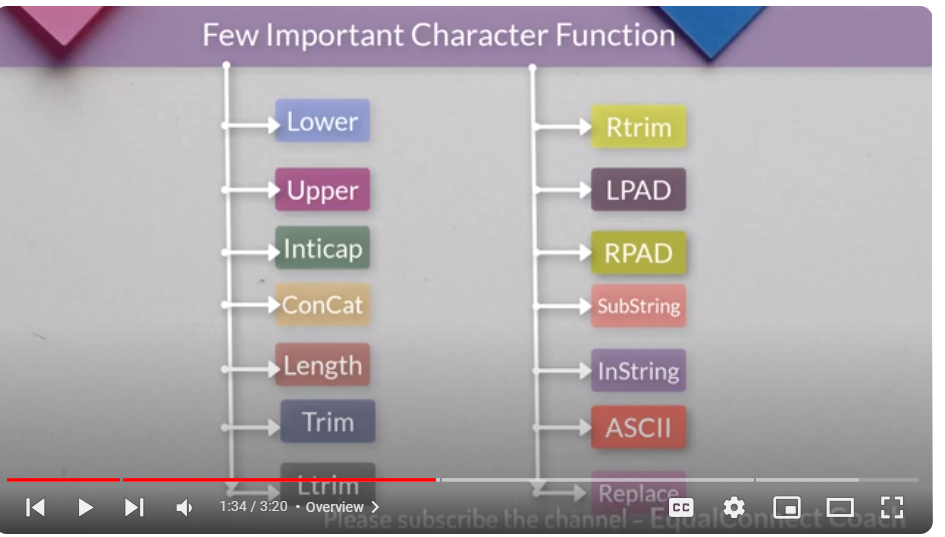 Few Important Character Function
Lower
Upper
Inticap
ConCat
Length
Trim
Ltrim
Rtrim
LPAD
RPAD
SubString
InString
ASCII
Replace
1:34 / 3:20 • Overview
CC
Please subscribe the channel - EqualConnect Coach